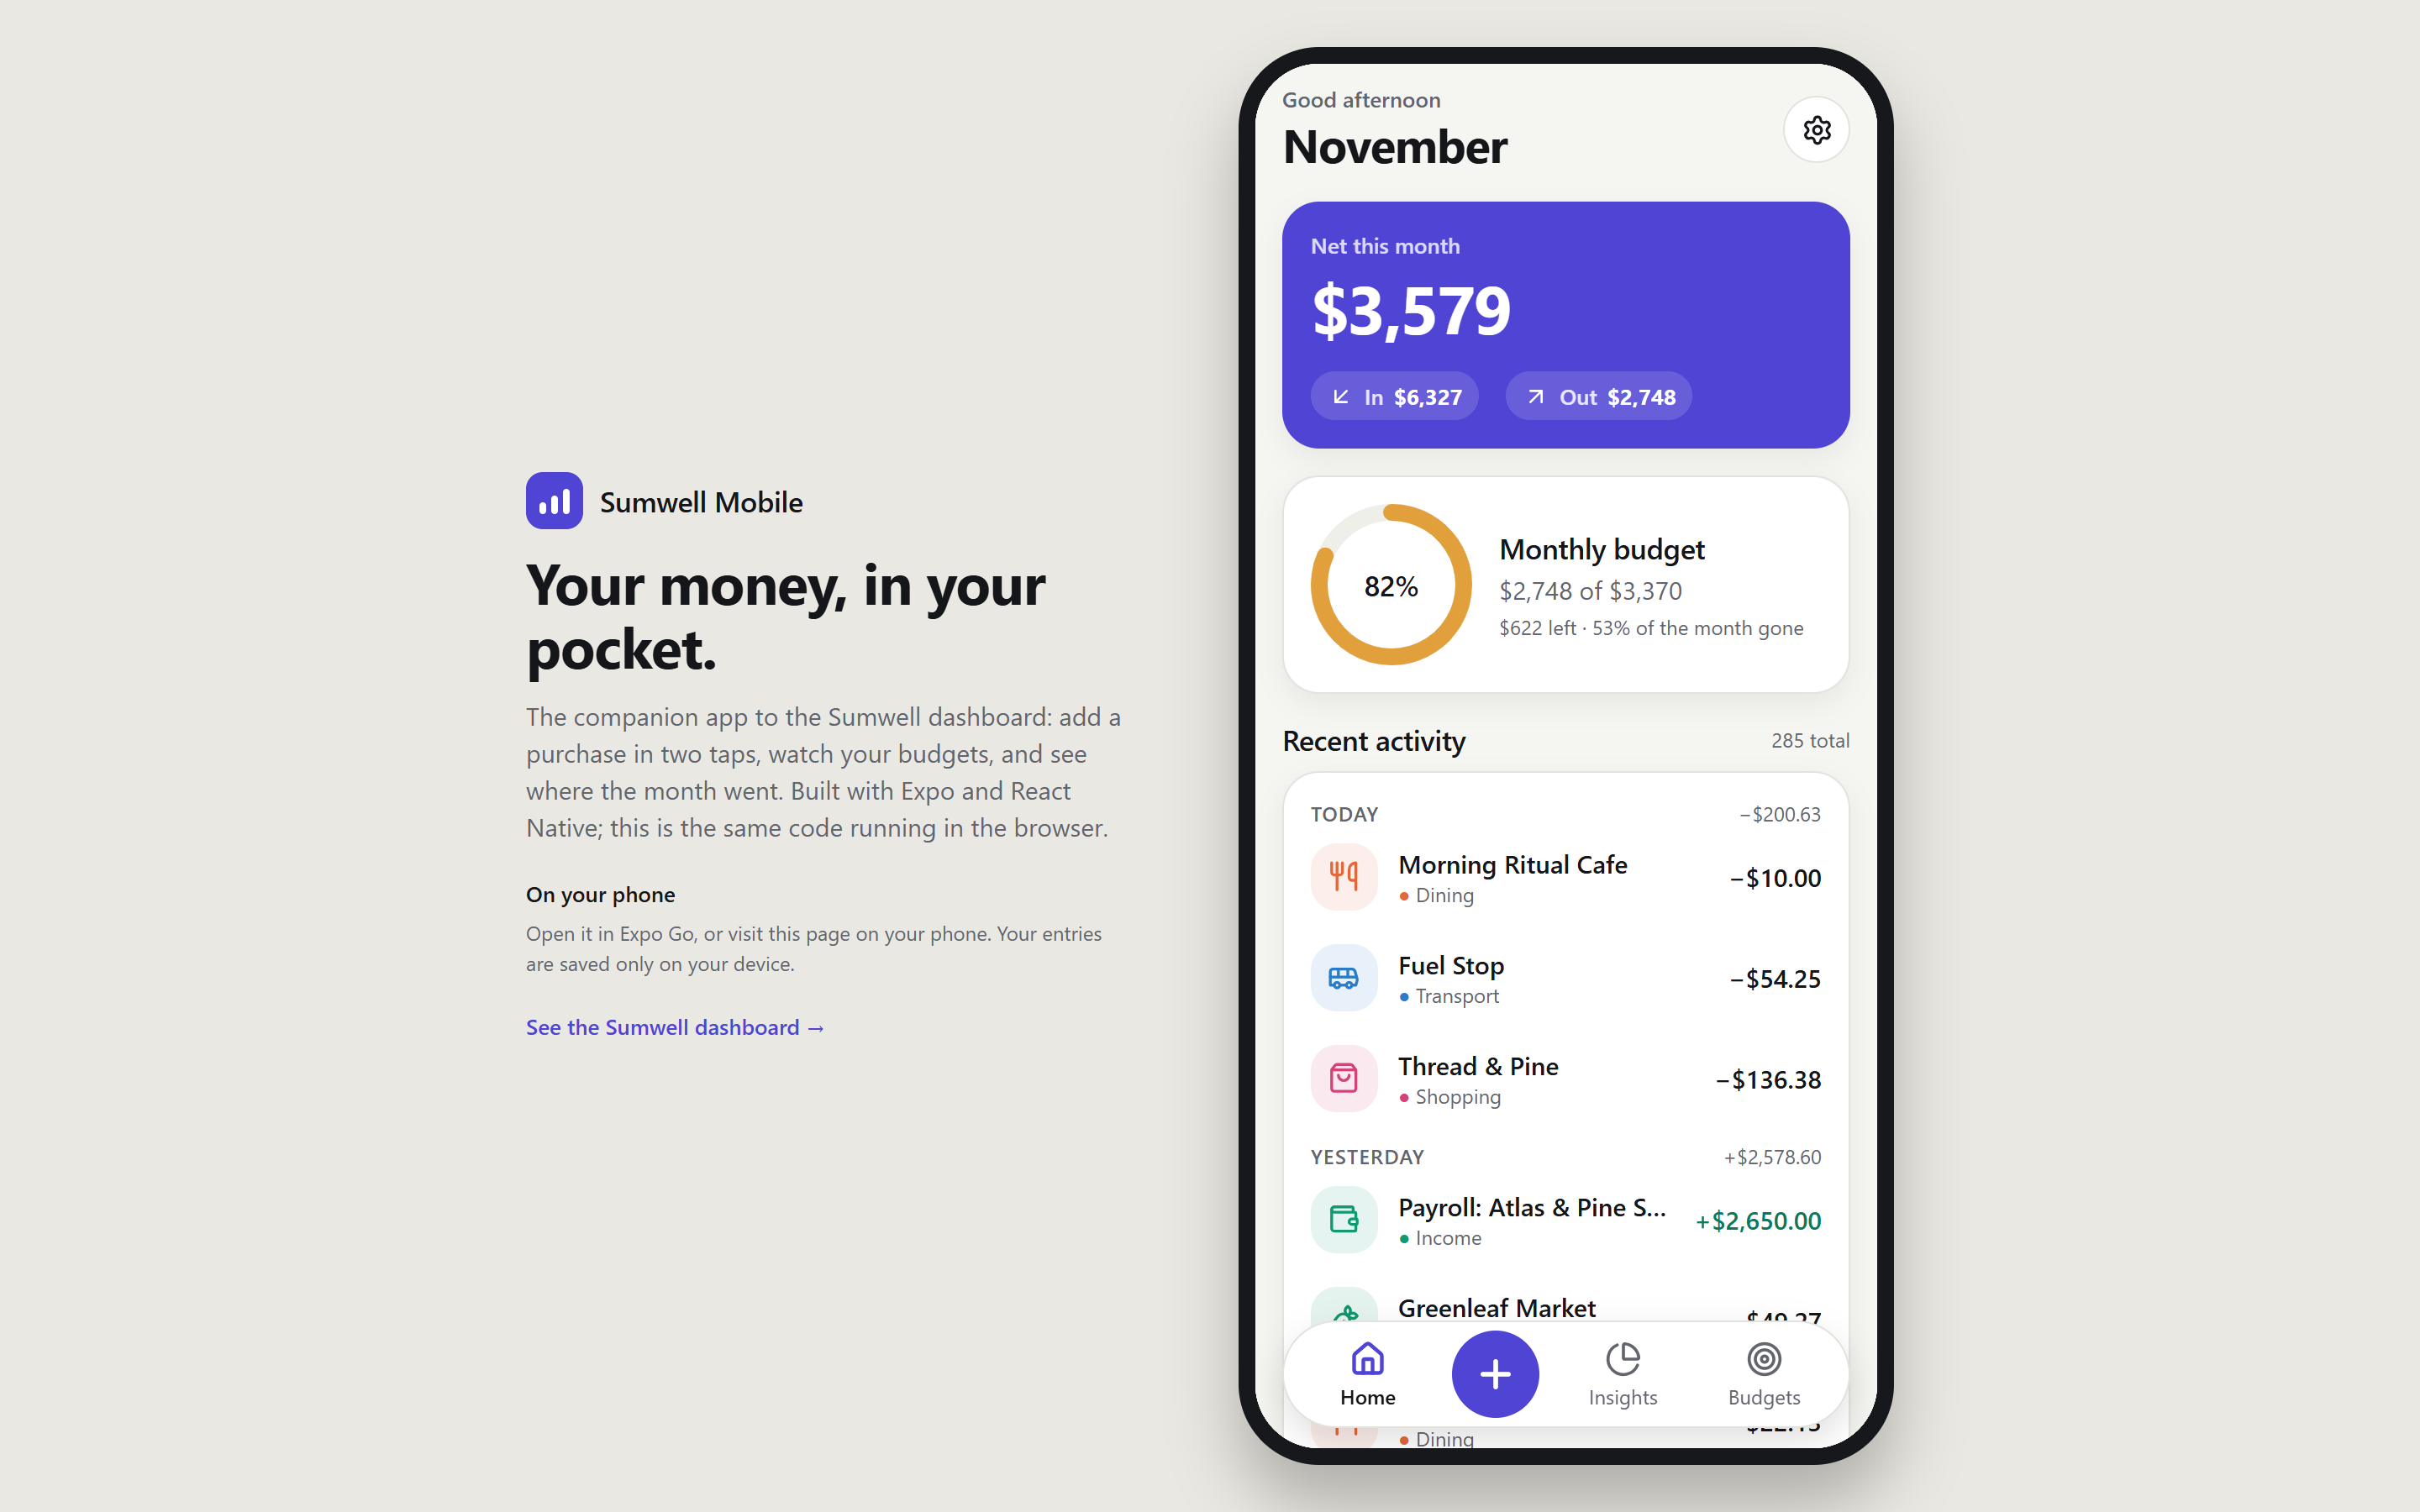 Sumwell Mobile
Your money, in your
pocket.
The companion app to the Sumwell dashboard: add a
purchase in two taps, watch your budgets, and see
where the month went. Built with Expo and React
Native; this is the same code running in the browser.
On your phone
Open it in Expo Go, or visit this page on your phone. Your entries
are saved only on your device.
See the Sumwell dashboard →
Good afternoon
November
Net this month
$3,579
In $6,327
Out $2,748
82%
Monthly budget
$2,748 of $3,370
$622 left · 53% of the month gone
Recent activity
285 total
TODAY
−$200.63
Morning Ritual Cafe
−$10.00
Dining
Fuel Stop
−$54.25
Transport
Thread & Pine
−$136.38
Shopping
YESTERDAY
+$2,578.60
Payroll: Atlas & Pine S...
+$2,650.00
Income
Greenleaf Market
Home
Insights
Budgets
Dining